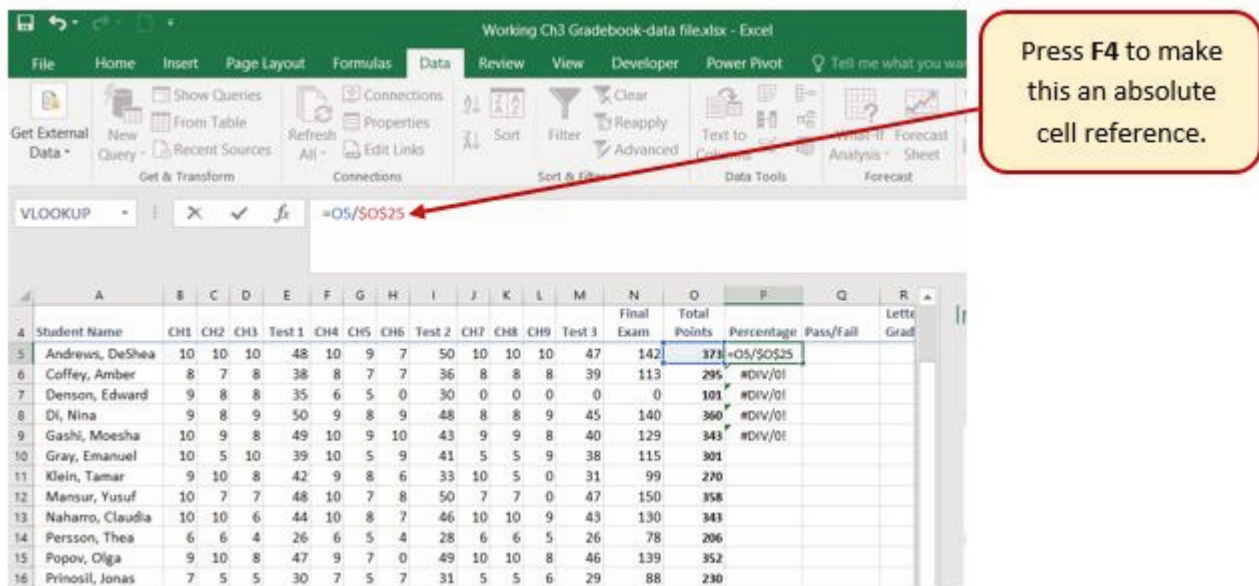 Working Ch3 Gradebook-data file.xlsx - Excel
File Home Insert Page Layout Formulas Data Review View Developer Power Pivot Tell me what you wan
Press F4 to make
this an absolute
cell reference.
Get External Data
New Query
Show Queries
From Table
Recent Sources
Get & Transform
Refresh All
Connections
Properties
Edit Links
Connections
Sort
Filter
Clear
Reapply
Advanced
Sort & Filter
Text to Columns
Data Tools
What-If Analysis
Forecast Sheet
Forecast
VLOOKUP fx =O5/$O$25
A B C D E F G H I J K L M N O P Q R
4 Student Name CH1 CH2 CH3 Test 1 CH4 CH5 CH6 Test 2 CH7 CH8 CH9 Test 3 Final Exam Total Points Percentage Pass/Fail Lette Grad
5 Andrews, DeShea 10 10 10 48 10 9 7 50 10 10 10 47 142 373 =O5/$O$25
6 Coffey, Amber 8 7 8 38 8 7 7 36 8 8 8 39 113 295 #DIV/0!
7 Denson, Edward 9 8 8 35 6 5 0 30 0 0 0 0 0 101 #DIV/0!
8 Di, Nina 9 8 9 50 9 8 9 48 8 8 9 45 140 360 #DIV/0!
9 Gashi, Moesha 10 9 8 49 10 9 10 43 9 9 8 40 129 343 #DIV/0!
10 Gray, Emanuel 10 5 10 39 10 5 9 41 5 5 9 38 115 301
11 Klein, Tamar 9 10 8 42 9 8 6 33 10 5 0 31 99 270
12 Mansur, Yusuf 10 7 7 48 10 7 8 50 7 7 0 47 150 358
13 Naharro, Claudia 10 10 6 44 10 8 7 46 10 10 9 43 130 343
14 Persson, Thea 6 6 4 26 6 5 4 28 6 6 5 26 78 206
15 Popov, Olga 9 10 8 47 9 7 0 49 10 10 8 46 139 352
16 Prinosil, Jonas 7 5 5 30 7 5 7 31 5 5 6 29 88 230